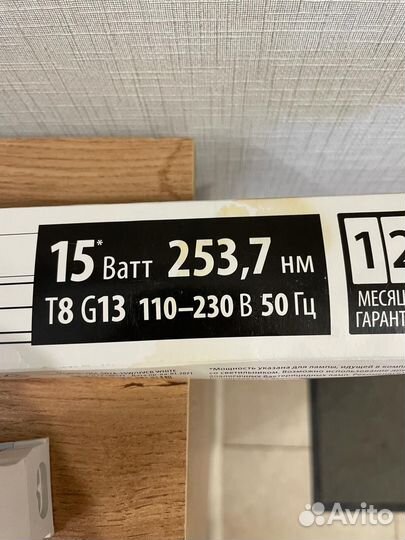 15* Ватт 253,7 нм
T8 G13 110–230 В 50 Гц
12
МЕСЯЦ
ГАРАНТ
*Мощность указана для лампы, идущей в комп
со светильником. Возможно использование дру
Avito